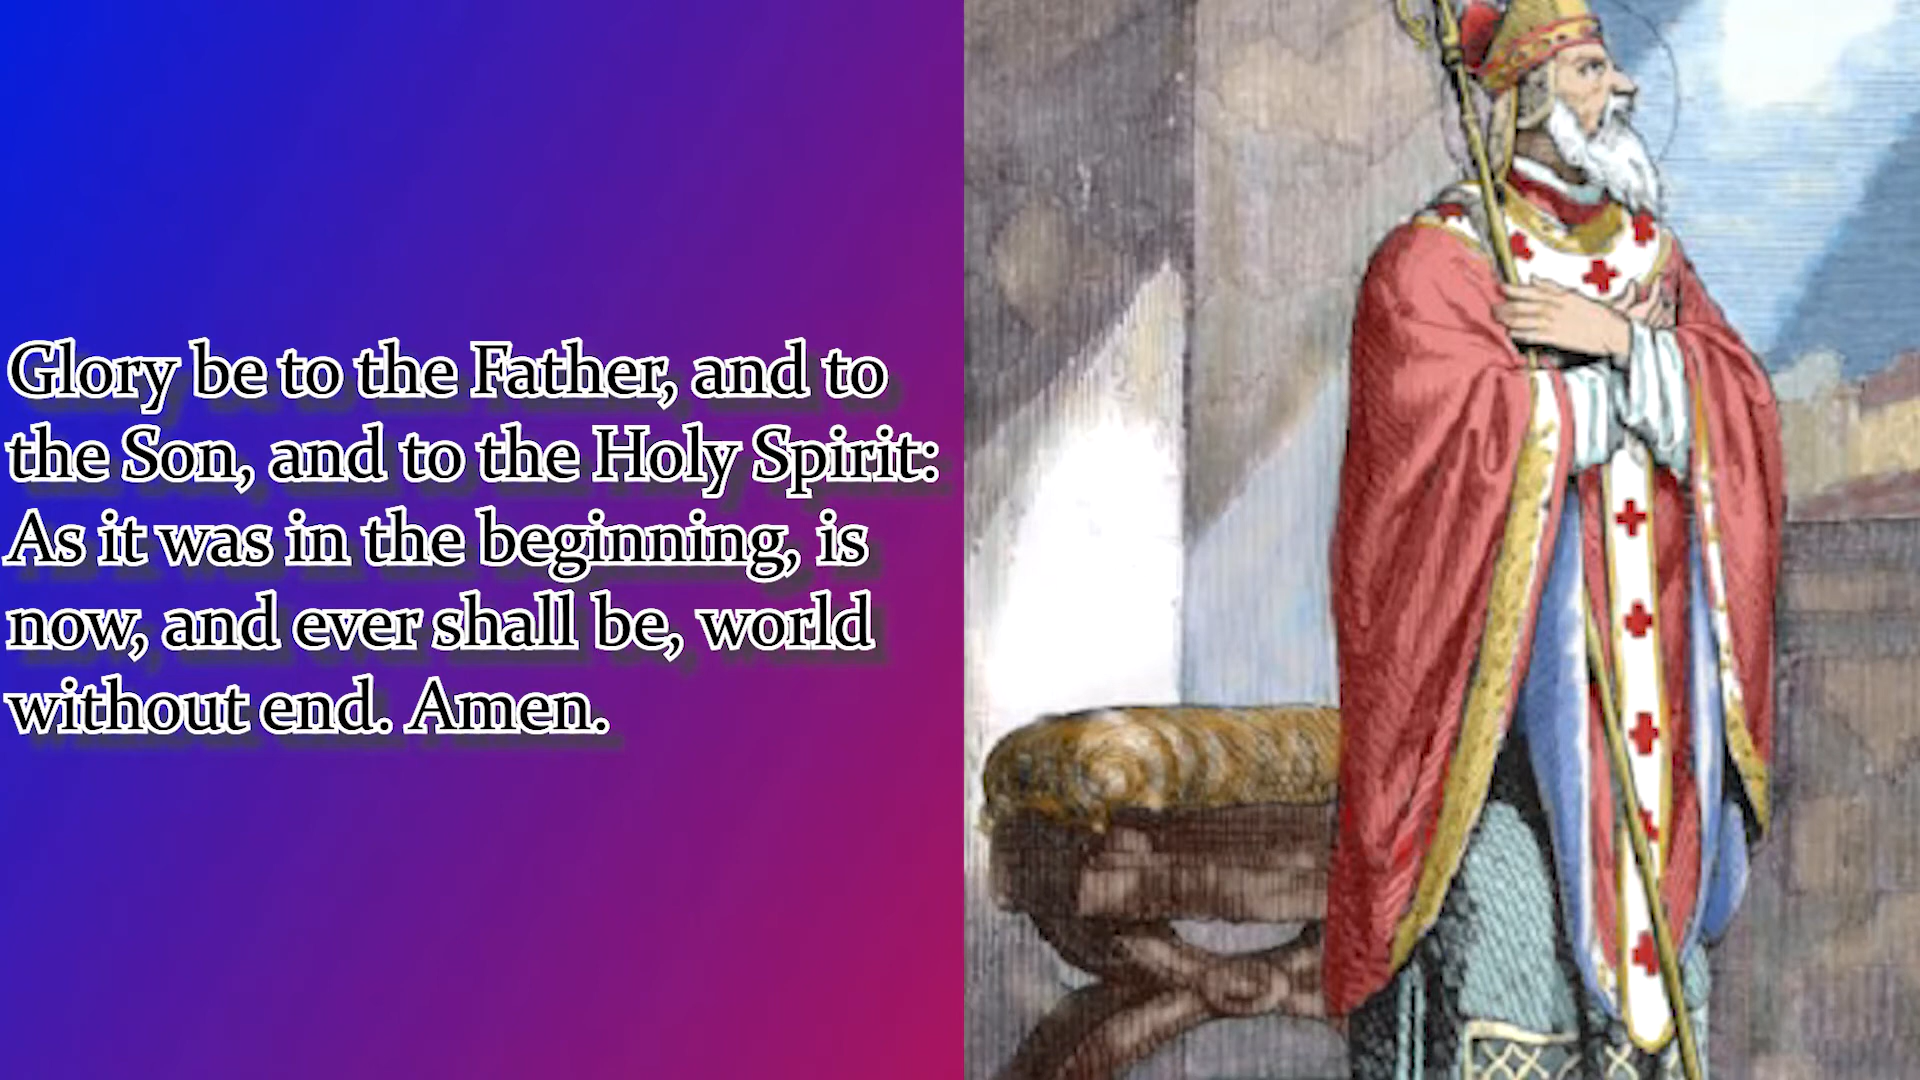 Glory be to the Father, and to
the Son, and to the Holy Spirit:
As it was in the beginning, is
now, and ever shall be, world
without end. Amen.